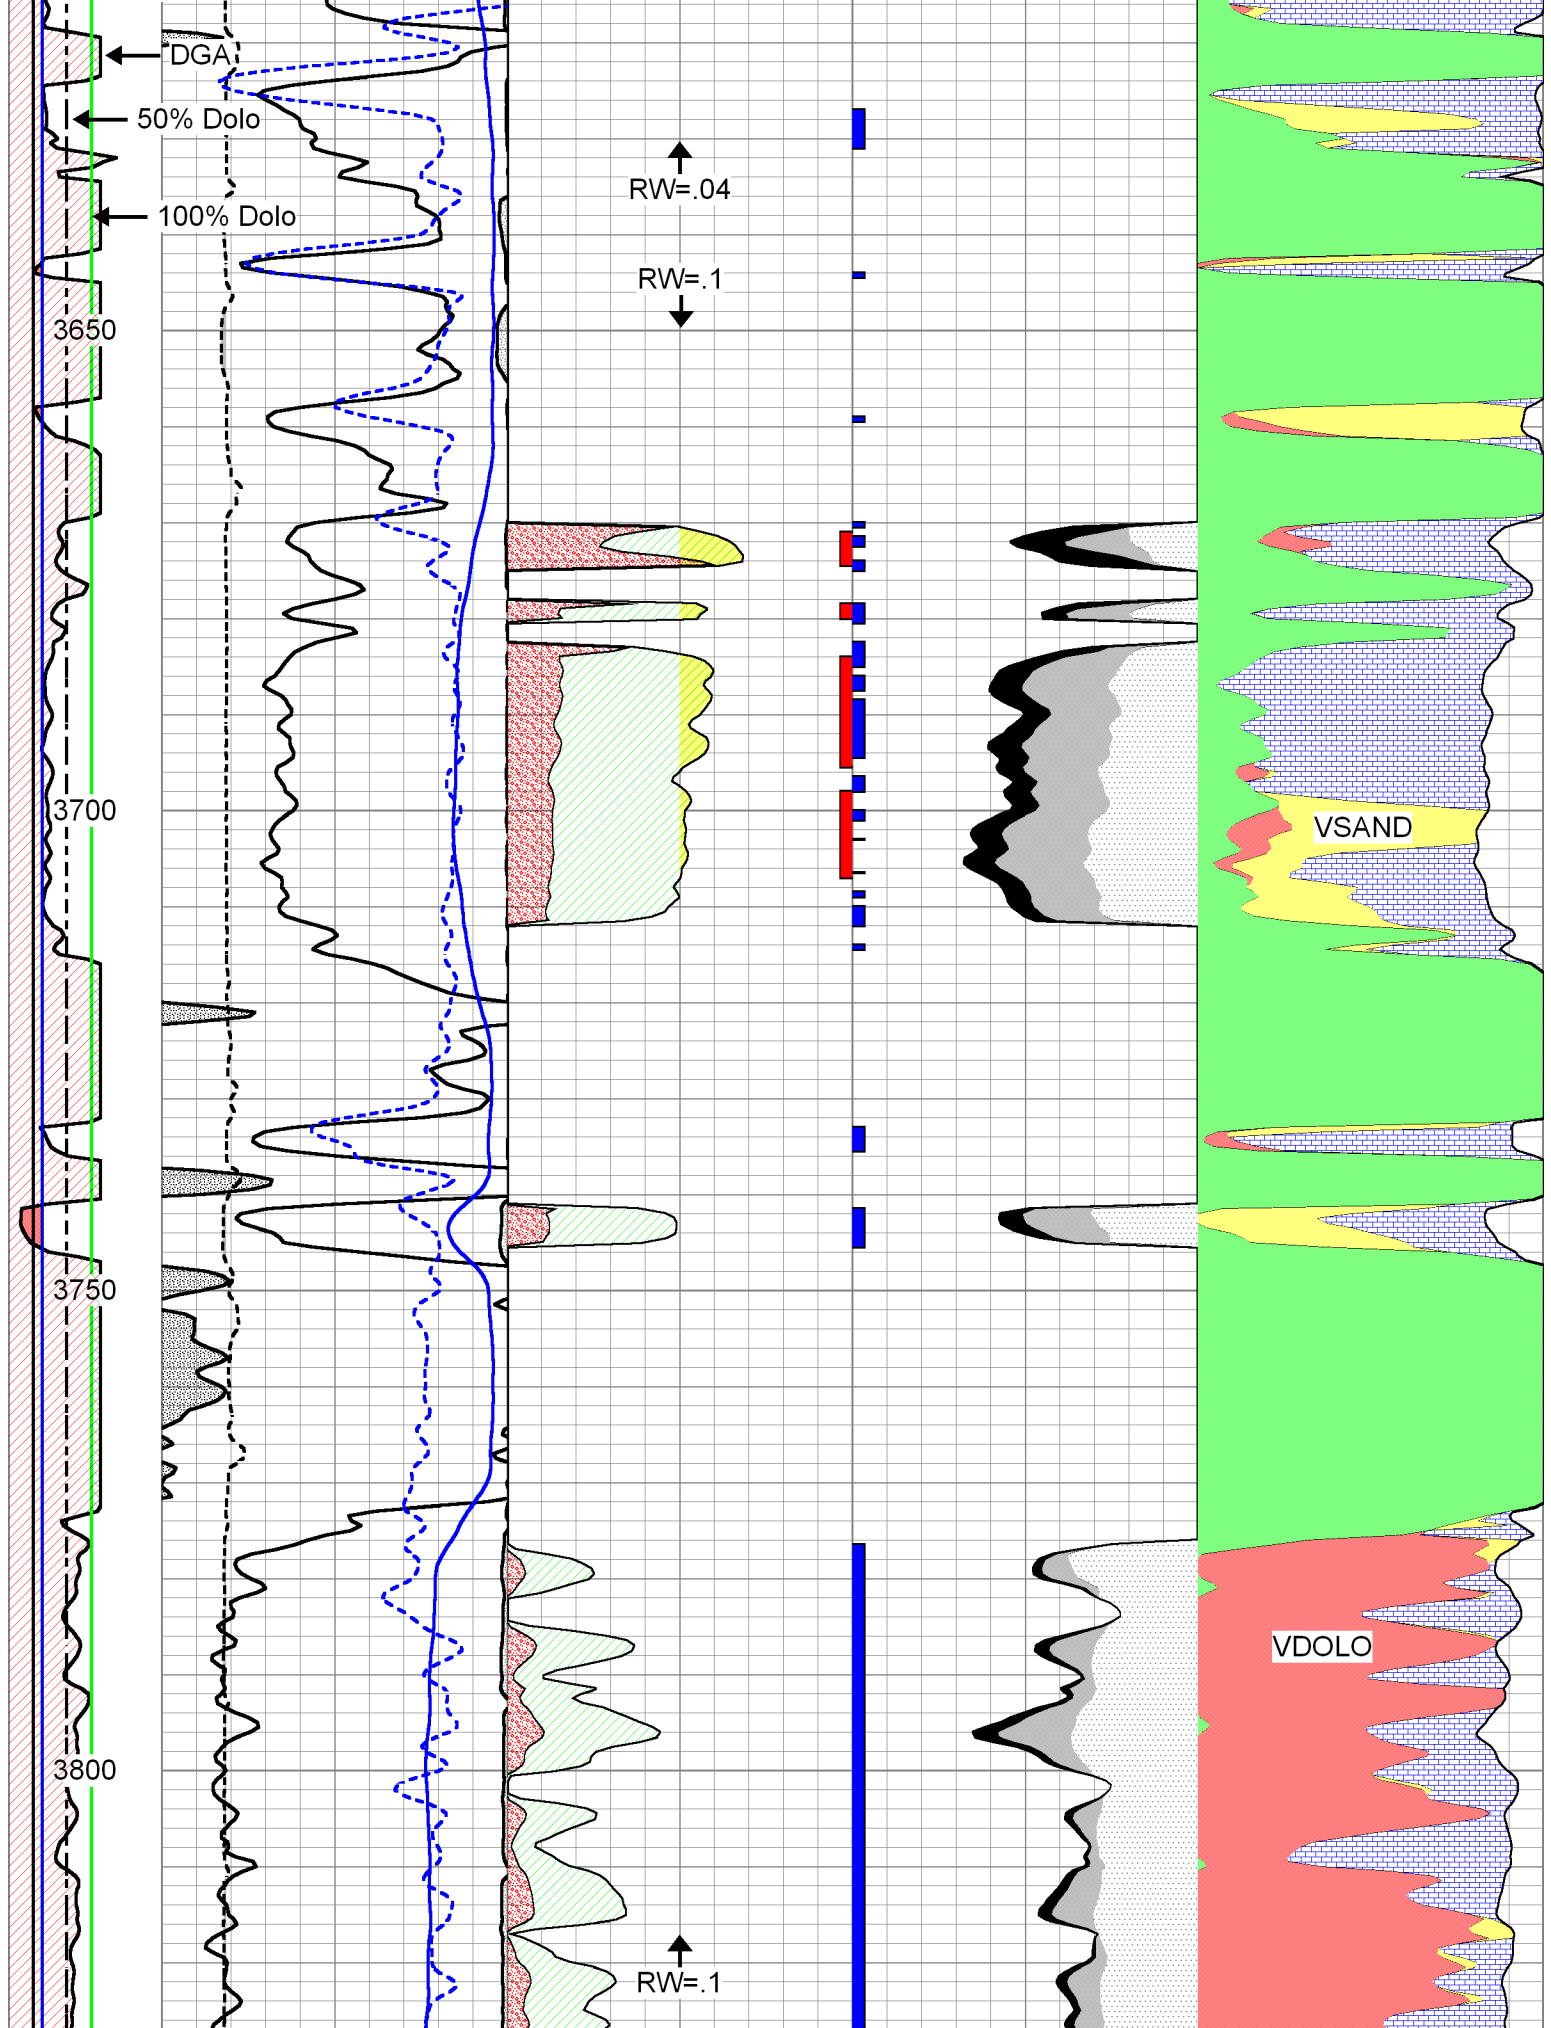 DGA
50% Dolo
RW=.04
100% Dolo
RW=.1
3650
3700
VSAND
3750
VDOLO
3800
RW=.1